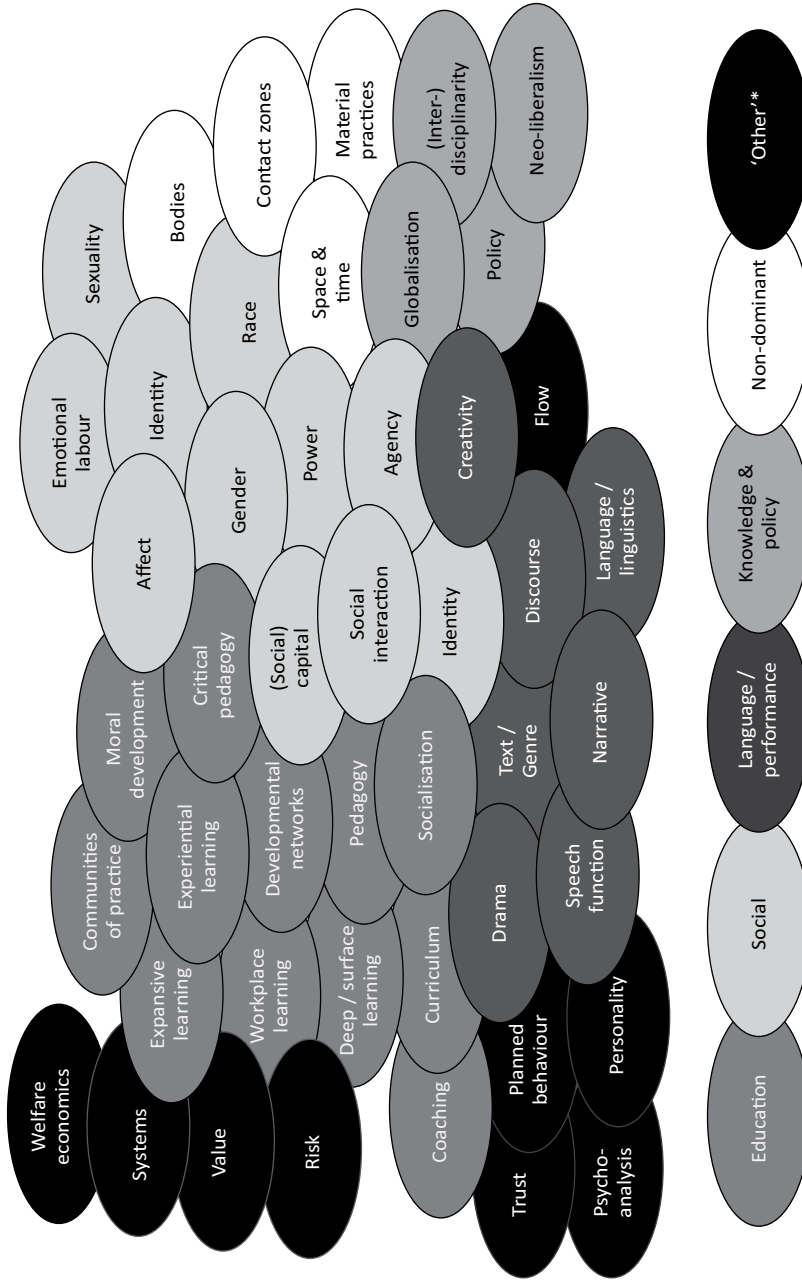 Welfare
economics
Communities
of practice
Moral
development
Emotional
labour
Sexuality
Systems
Expansive
learning
Experiential
learning
Critical
pedagogy
Affect
Identity
Bodies
Value
Workplace
learning
Developmental
networks
(Social)
capital
Gender
Race
Contact zones
Risk
Deep / surface
learning
Pedagogy
Social
interaction
Power
Space &
time
Material
practices
Coaching
Curriculum
Socialisation
Identity
Agency
Globalisation
(Inter-)
disciplinarity
Trust
Planned
behaviour
Drama
Text /
Genre
Discourse
Creativity
Flow
Policy
Neo-liberalism
Psycho-
analysis
Personality
Speech
function
Narrative
Language /
linguistics
Education
Social
Language /
performance
Knowledge &
policy
Non-dominant
‘Other’*